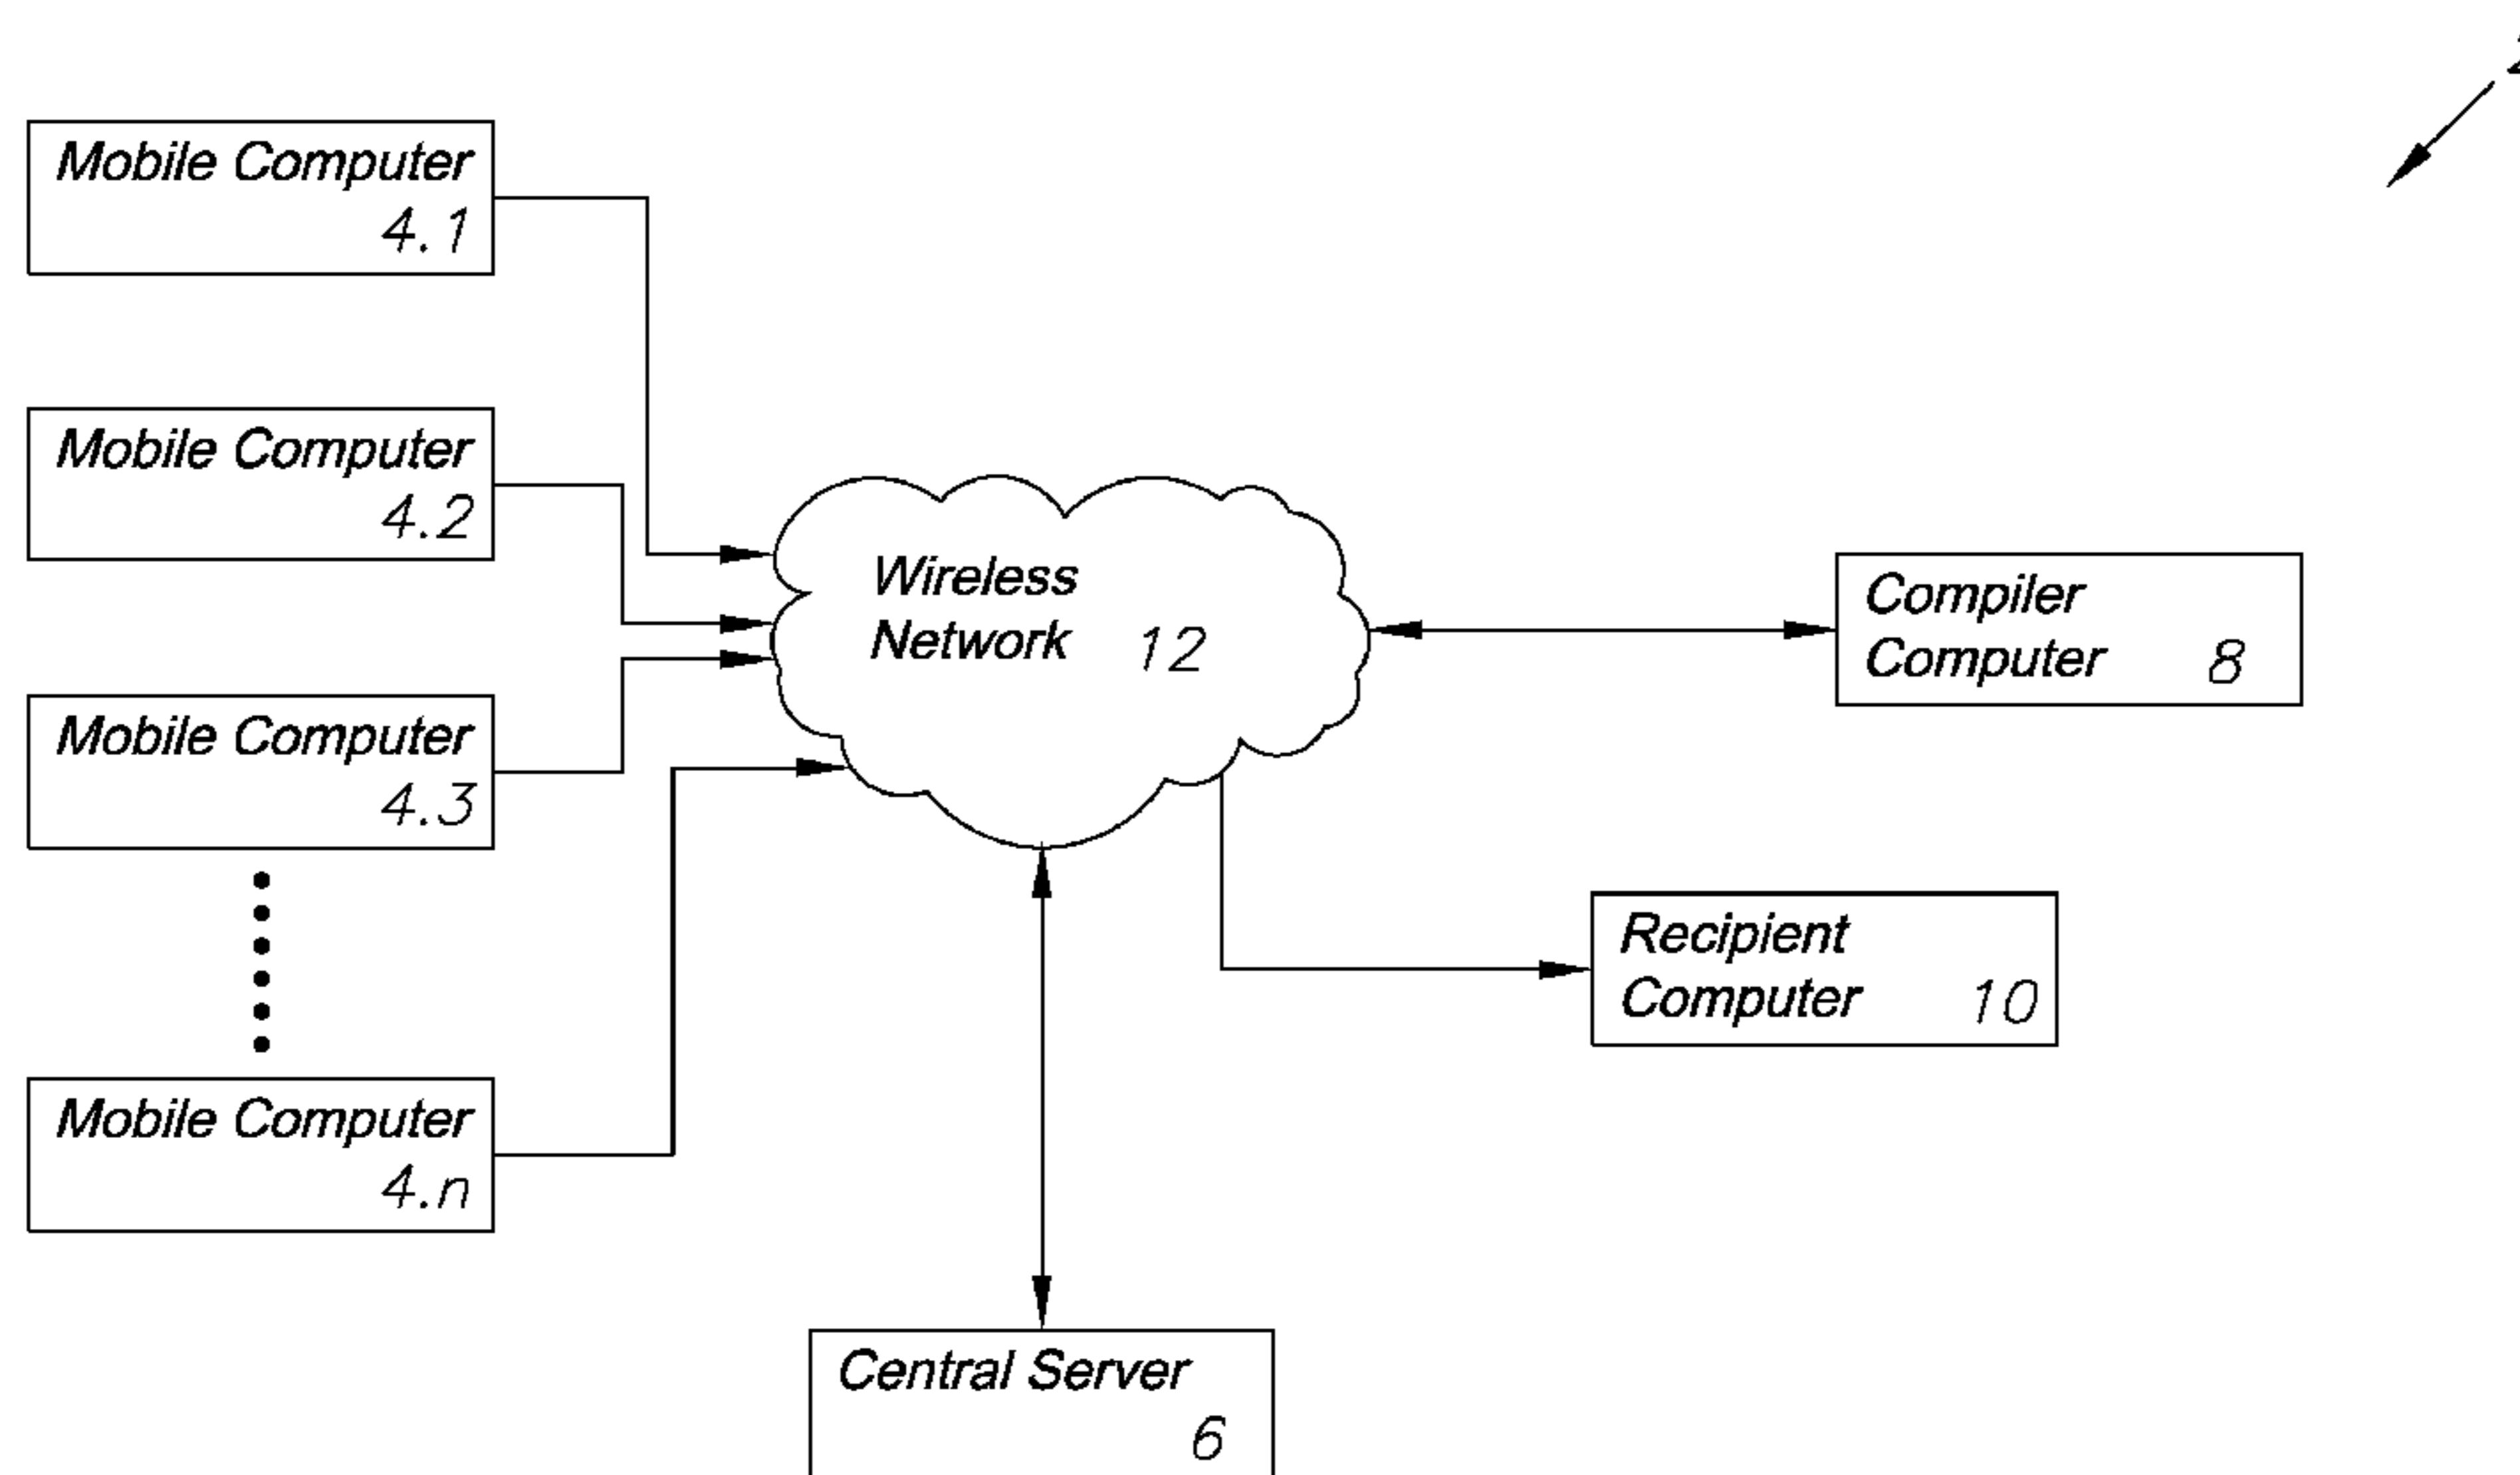 Mobile Computer
4.1
Mobile Computer
4.2
Wireless
Network 12
Compiler
Computer 8
Mobile Computer
4.3
Recipient
Computer 10
Mobile Computer
4.n
Central Server
6